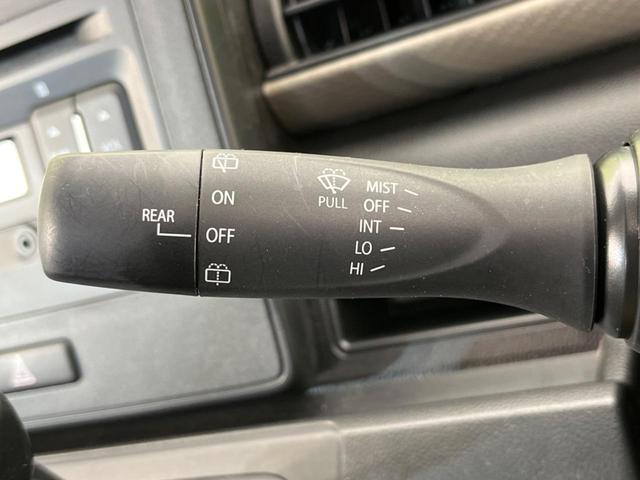 ON
REAR
OFF
PULL
MIST
OFF
INT
LO
HI